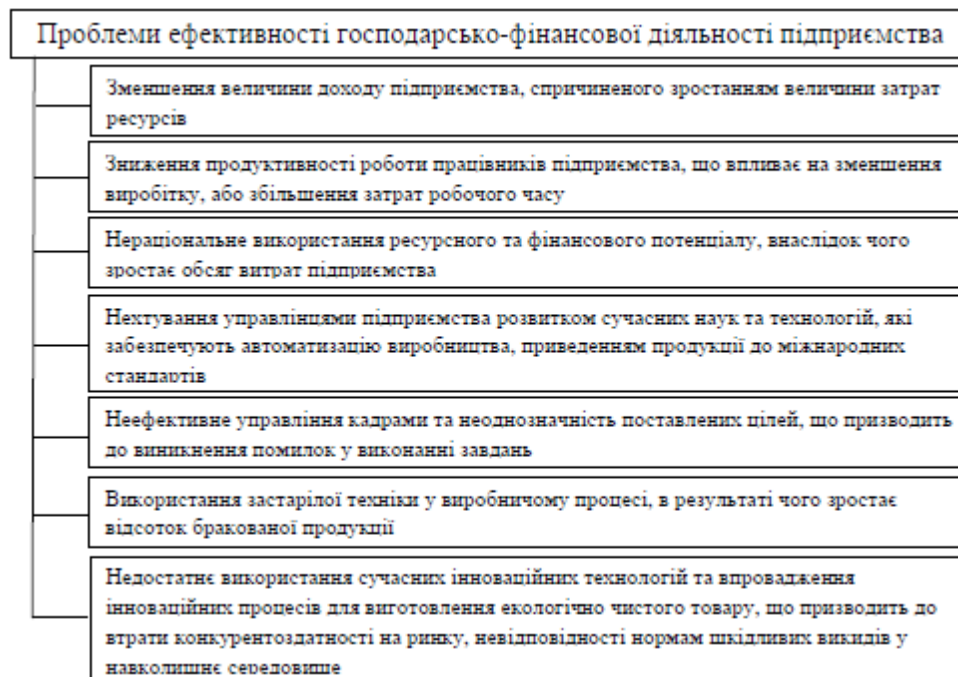 Проблеми ефективності господарсько-фінансової діяльності підприємства
Зменшення величини доходу підприємства, спричиненого зростанням величини затрат
ресурсів
Зниження продуктивності роботи працівників підприємства, що впливає на зменшення
виробітку, або збільшення затрат робочого часу
Нераціональне використання ресурсного та фінансового потенціалу, внаслідок чого
зростає обсяг витрат підприємства
Нехтування управлінцями підприємства розвитком сучасних наук та технологій, які
забезпечують автоматизацію виробництва, приведенням продукції до міжнародних
стандартів
Неефективне управління кадрами та неоднозначність поставлених цілей, що призводить
до виникнення помилок у виконанні завдань
Використання застарілої техніки у виробничому процесі, в результаті чого зростає
відсоток бракованої продукції
Недостатнє використання сучасних інноваційних технологій та впровадження
інноваційних процесів для виготовлення екологічно чистого товару, що призводить до
втрати конкурентоздатності на ринку, невідповідності нормам шкідливих викидів у
навколишнє середовище